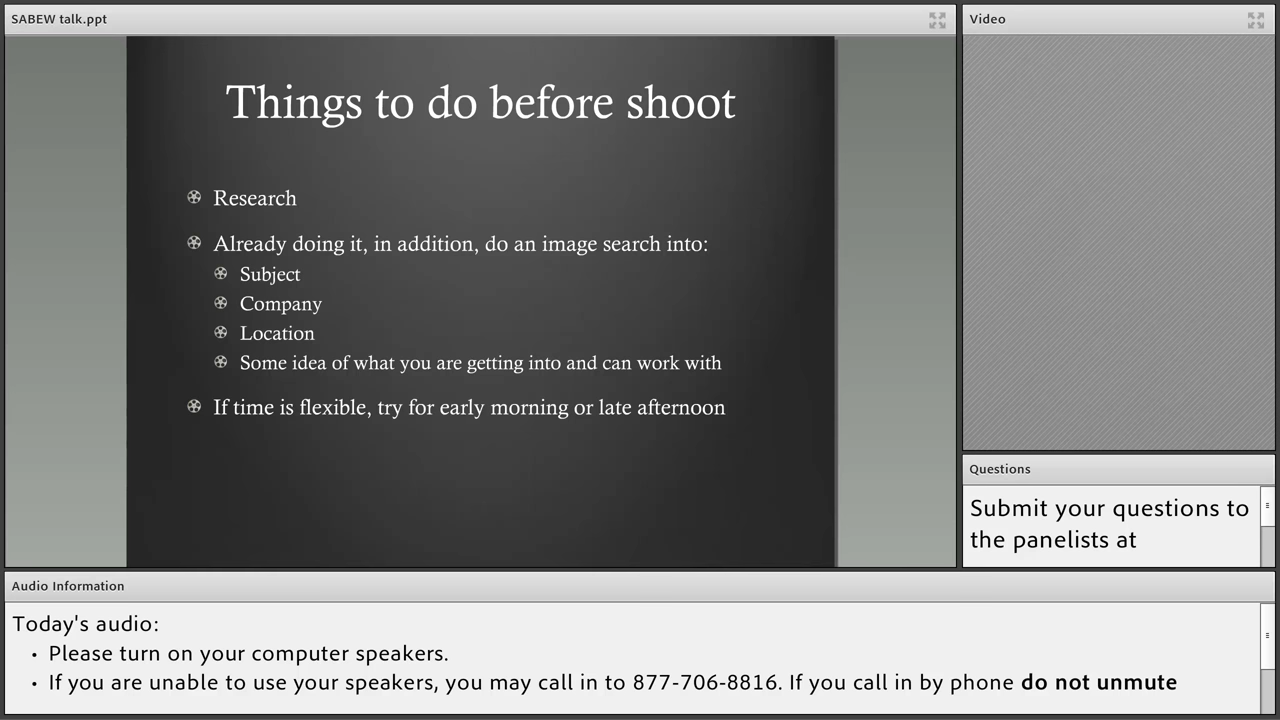 SABEW talk.ppt
Things to do before shoot
Research
Already doing it, in addition, do an image search into:
Subject
Company
Location
Some idea of what you are getting into and can work with
If time is flexible, try for early morning or late afternoon
Video
Questions
Submit your questions to
the panelists at
Audio Information
Today's audio:
• Please turn on your computer speakers.
• If you are unable to use your speakers, you may call in to 877-706-8816. If you call in by phone do not unmute